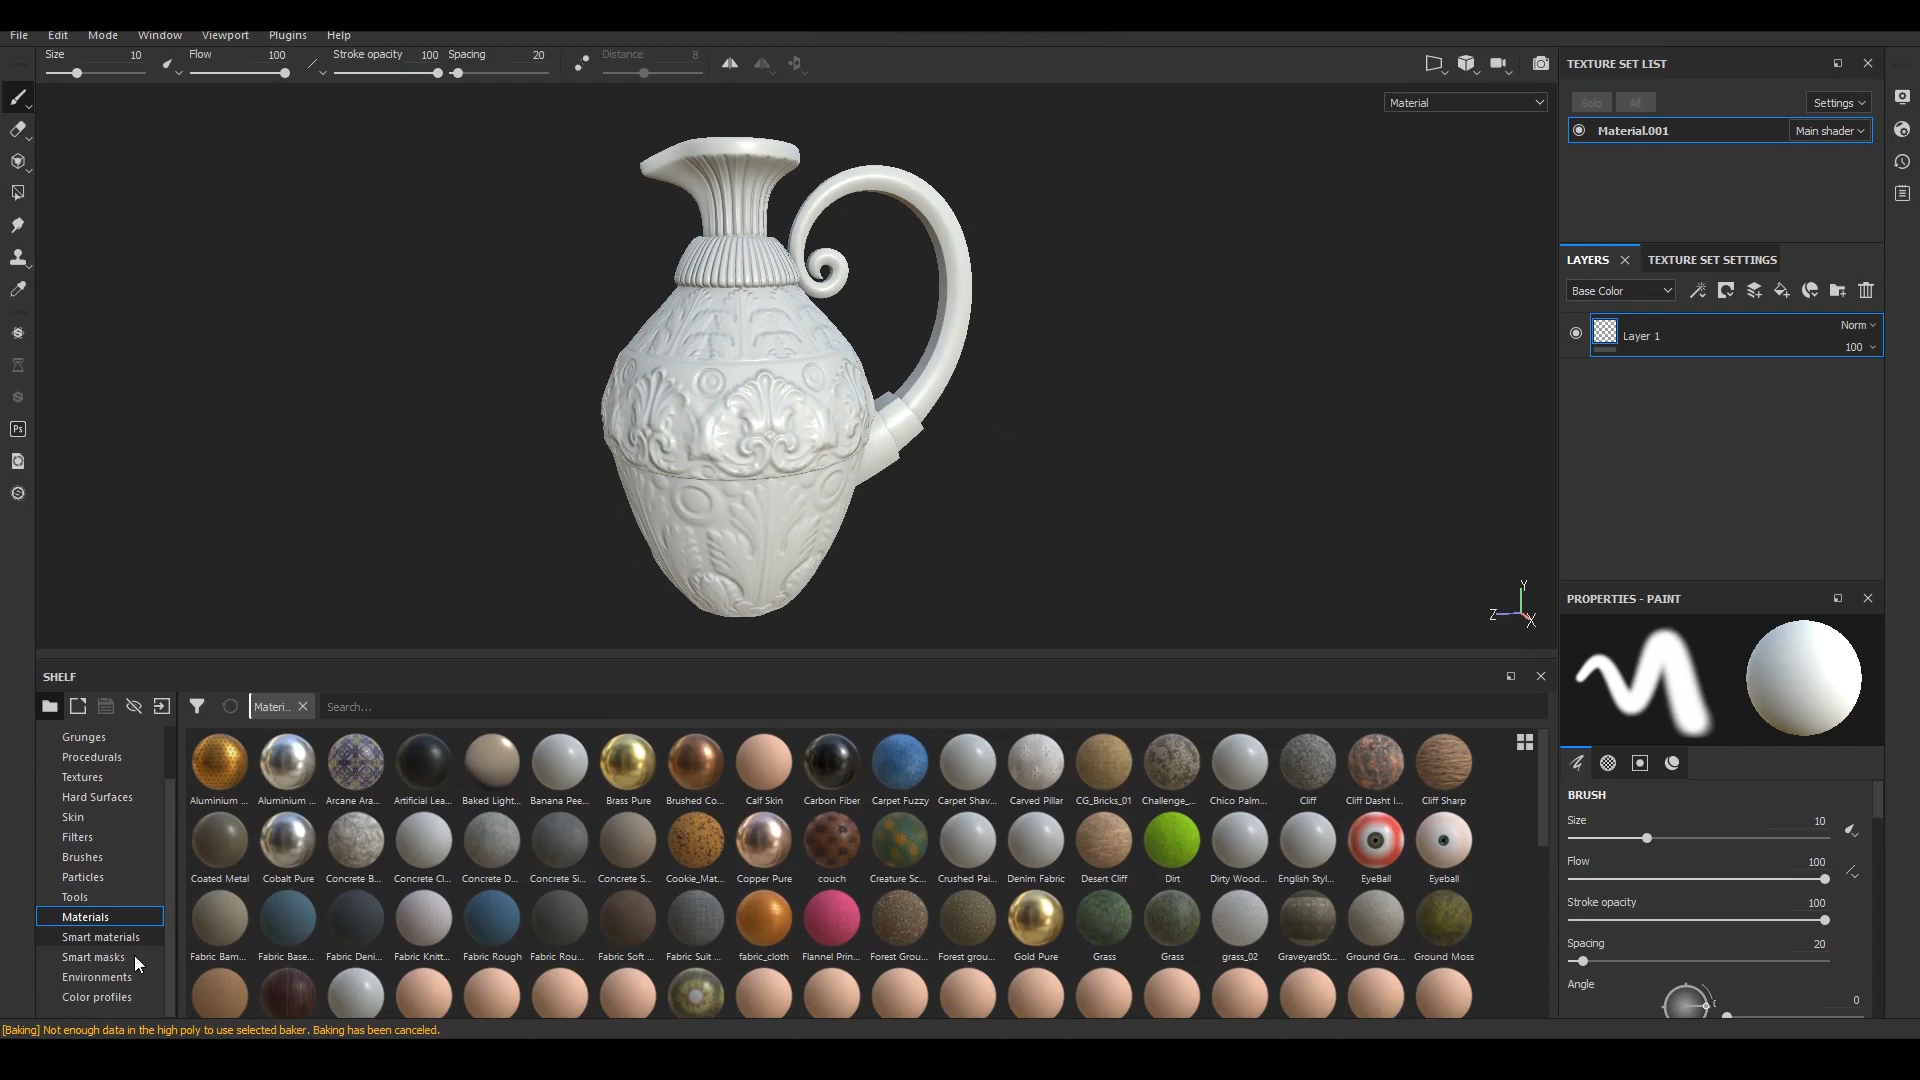 File Edit Mode Window Viewport Plugins Help
Size 10 Flow 100 Stroke opacity 100 Spacing 20 Distance 8
Material
TEXTURE SET LIST
Solo All Settings
Material.001 Main shader
LAYERS TEXTURE SET SETTINGS
Base Color
Layer 1 Norm
100
Ps
Y
Z X
PROPERTIES - PAINT
BRUSH
Size 10
Flow 100
Stroke opacity 100
Spacing 20
Angle 0
SHELF
Materi.. Search...
Grunges
Procedurals
Textures
Hard Surfaces
Skin
Filters
Brushes
Particles
Tools
Materials
Smart materials
Smart masks
Environments
Color profiles
Aluminium ... Aluminium ... Arcane Ara... Artificial Lea... Baked Light... Banana Pee... Brass Pure Brushed Co... Calf Skin Carbon Fiber Carpet Fuzzy Carpet Shav... Carved Pillar CG_Bricks_01 Challenge_... Chico Palm... Cliff Cliff Dasht I... Cliff Sharp
Coated Metal Cobalt Pure Concrete B... Concrete Cl... Concrete D... Concrete Si... Concrete S... Cookie_Mat... Copper Pure couch Creature Sc... Crushed Pai... Denim Fabric Desert Cliff Dirt Dirty Wood... English Styl... EyeBall Eyeball
Fabric Bam... Fabric Base... Fabric Deni... Fabric Knitt... Fabric Rough Fabric Rou... Fabric Soft ... Fabric Suit ... fabric_cloth Flannel Prin... Forest Grou... Forest grou... Gold Pure Grass Grass grass_02 GraveyardSt... Ground Gra... Ground Moss
[Baking] Not enough data in the high poly to use selected baker. Baking has been canceled.